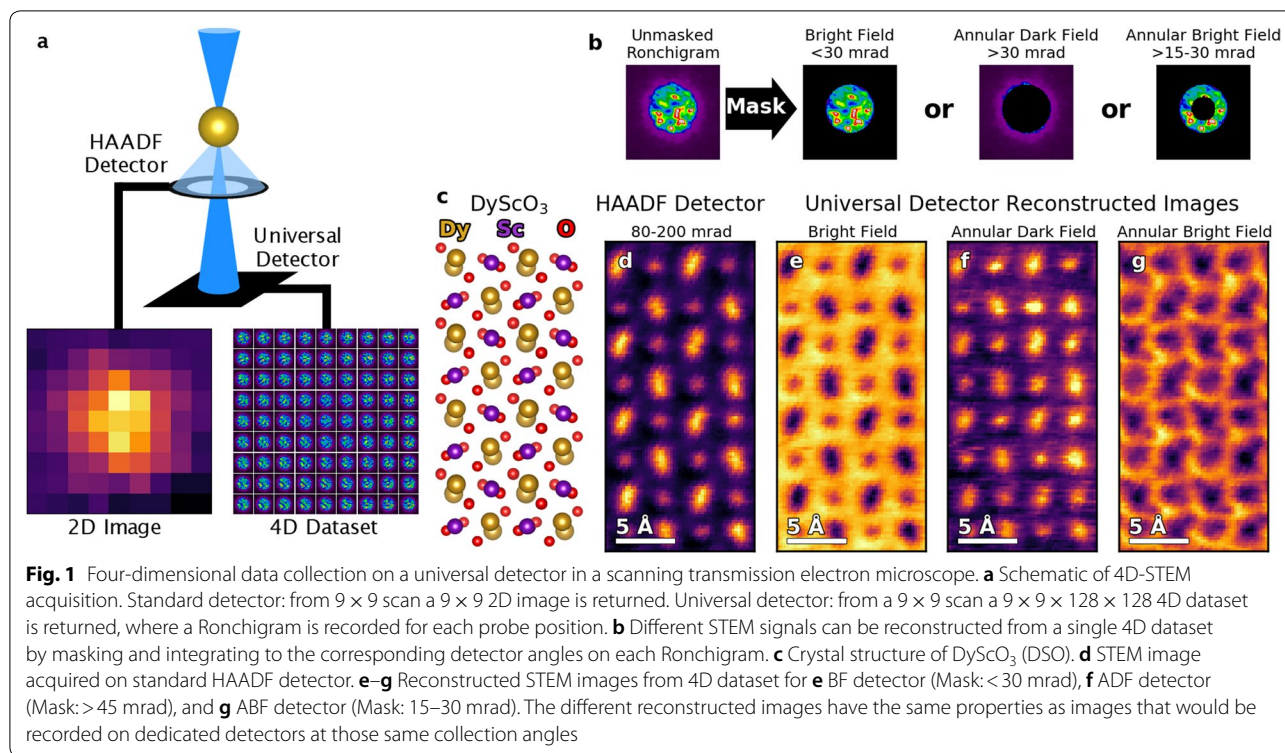 a
HAADF
Detector
Universal
Detector
2D Image
4D Dataset
b
Unmasked
Ronchigram
Mask
Bright Field
<30 mrad
or
Annular Dark Field
>30 mrad
or
Annular Bright Field
>15-30 mrad
c
DyScO₃
Dy Sc O
HAADF Detector
80-200 mrad
Universal Detector Reconstructed Images
Bright Field
Annular Dark Field
Annular Bright Field
d
5 Å
e
5 Å
f
5 Å
g
5 Å
Fig. 1 Four-dimensional data collection on a universal detector in a scanning transmission electron microscope. a Schematic of 4D-STEM
acquisition. Standard detector: from 9 × 9 scan a 9 × 9 2D image is returned. Universal detector: from a 9 × 9 scan a 9 × 9 × 128 × 128 4D dataset
is returned, where a Ronchigram is recorded for each probe position. b Different STEM signals can be reconstructed from a single 4D dataset
by masking and integrating to the corresponding detector angles on each Ronchigram. c Crystal structure of DyScO₃ (DSO). d STEM image
acquired on standard HAADF detector. e–g Reconstructed STEM images from 4D dataset for e BF detector (Mask: < 30 mrad), f ADF detector
(Mask: > 45 mrad), and g ABF detector (Mask: 15–30 mrad). The different reconstructed images have the same properties as images that would be
recorded on dedicated detectors at those same collection angles